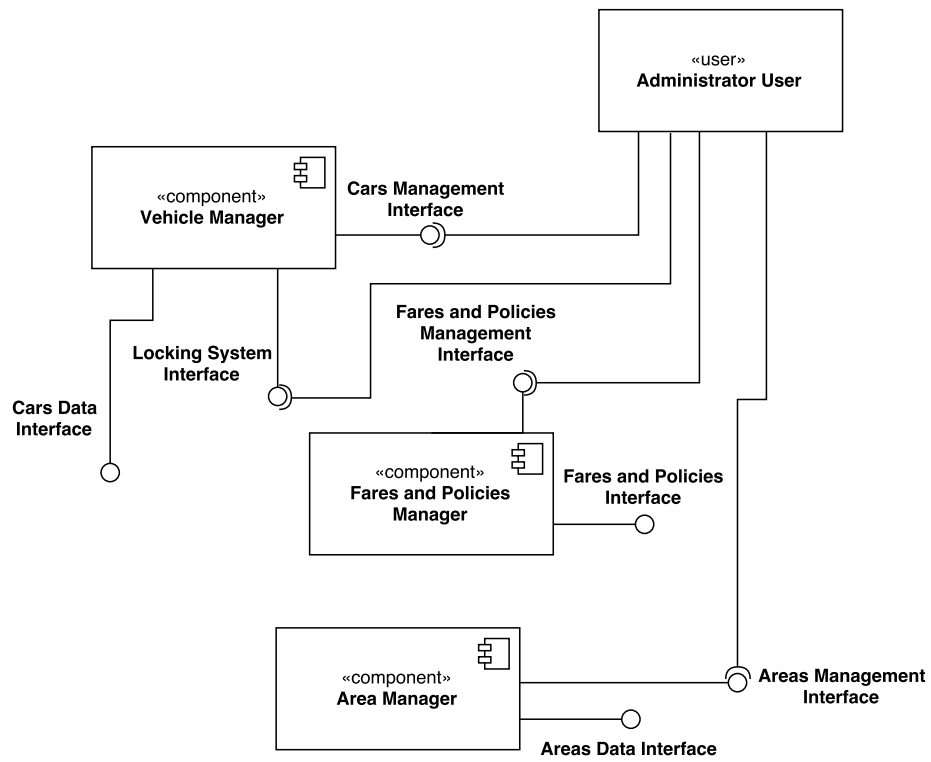 «user»
Administrator User
«component»
Vehicle Manager
Cars Management
Interface
Fares and Policies
Management
Interface
Locking System
Interface
Cars Data
Interface
«component»
Fares and Policies
Manager
Fares and Policies
Interface
«component»
Area Manager
Areas Management
Interface
Areas Data Interface